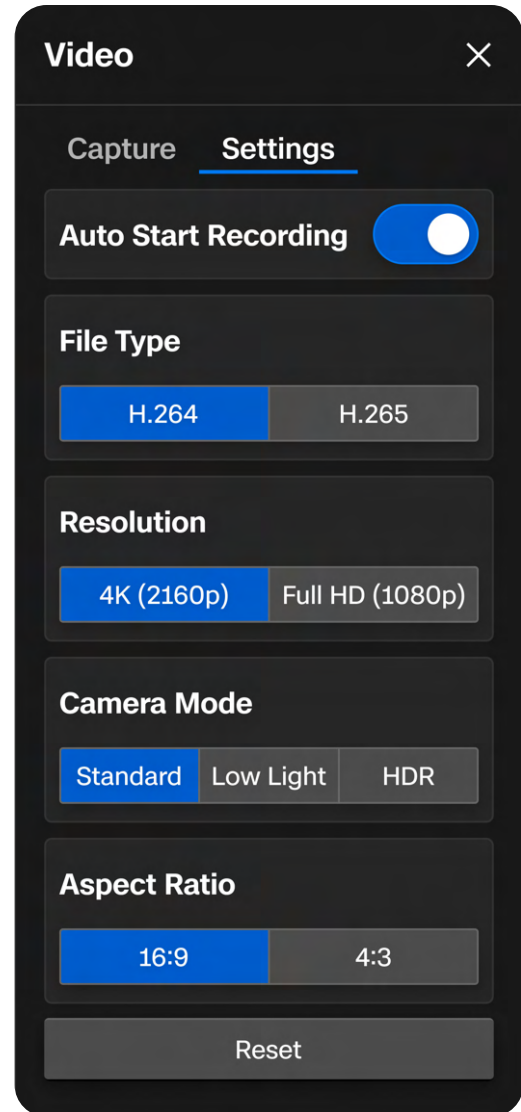 Video
Capture Settings
Auto Start Recording
File Type
H.264 H.265
Resolution
4K (2160p) Full HD (1080p)
Camera Mode
Standard Low Light HDR
Aspect Ratio
16:9 4:3
Reset